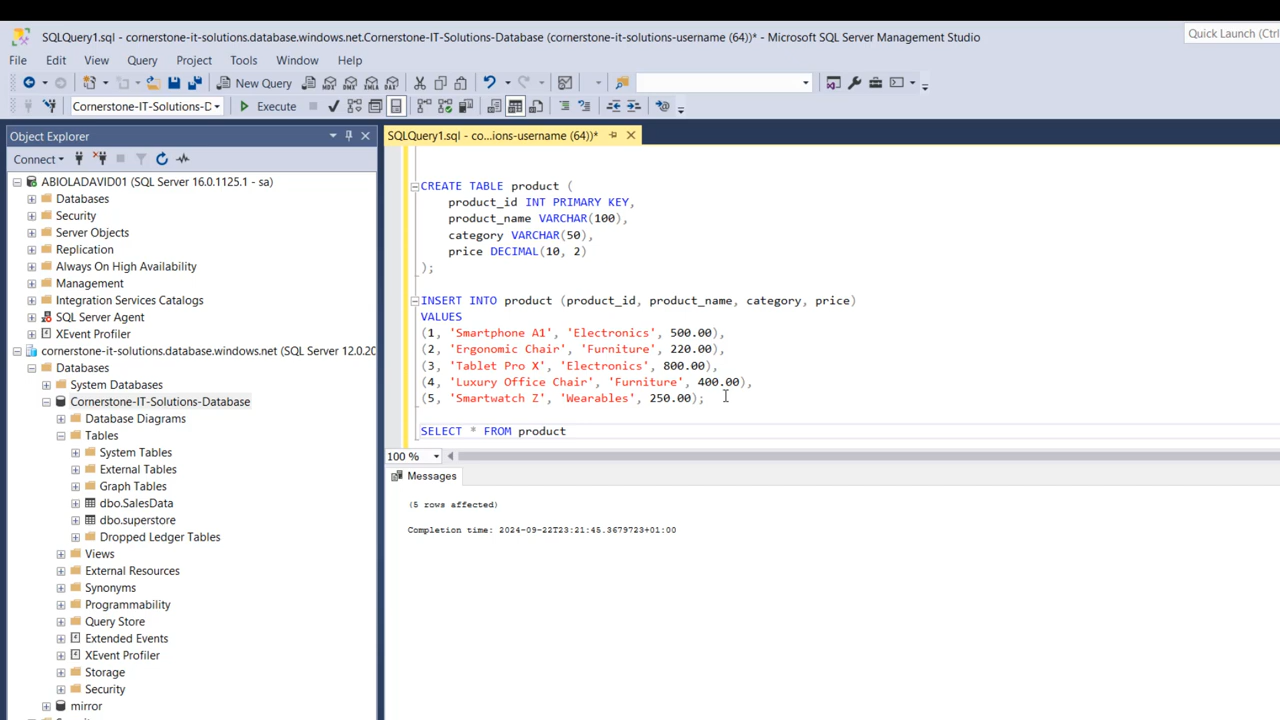 SQLQuery1.sql - cornerstone-it-solutions.database.windows.net.Cornerstone-IT-Solutions-Database (cornerstone-it-solutions-username (64))* - Microsoft SQL Server Management Studio
Quick Launch (Ctrl
File Edit View Query Project Tools Window Help
New Query MDX DMX XMLA DAX
Cornerstone-IT-Solutions-D Execute
Object Explorer
SQLQuery1.sql - co...ions-username (64))*
Connect
ABIOLADAVID01 (SQL Server 16.0.1125.1 - sa)
Databases
Security
Server Objects
Replication
Always On High Availability
Management
Integration Services Catalogs
SQL Server Agent
XEvent Profiler
cornerstone-it-solutions.database.windows.net (SQL Server 12.0.20
Databases
System Databases
Cornerstone-IT-Solutions-Database
Database Diagrams
Tables
System Tables
External Tables
Graph Tables
dbo.SalesData
dbo.superstore
Dropped Ledger Tables
Views
External Resources
Synonyms
Programmability
Query Store
Extended Events
XEvent Profiler
Storage
Security
mirror
CREATE TABLE product (
product_id INT PRIMARY KEY,
product_name VARCHAR(100),
category VARCHAR(50),
price DECIMAL(10, 2)
);
INSERT INTO product (product_id, product_name, category, price)
VALUES
(1, 'Smartphone A1', 'Electronics', 500.00),
(2, 'Ergonomic Chair', 'Furniture', 220.00),
(3, 'Tablet Pro X', 'Electronics', 800.00),
(4, 'Luxury Office Chair', 'Furniture', 400.00),
(5, 'Smartwatch Z', 'Wearables', 250.00);
SELECT * FROM product
100 %
Messages
(5 rows affected)
Completion time: 2024-09-22T23:21:45.3679723+01:00